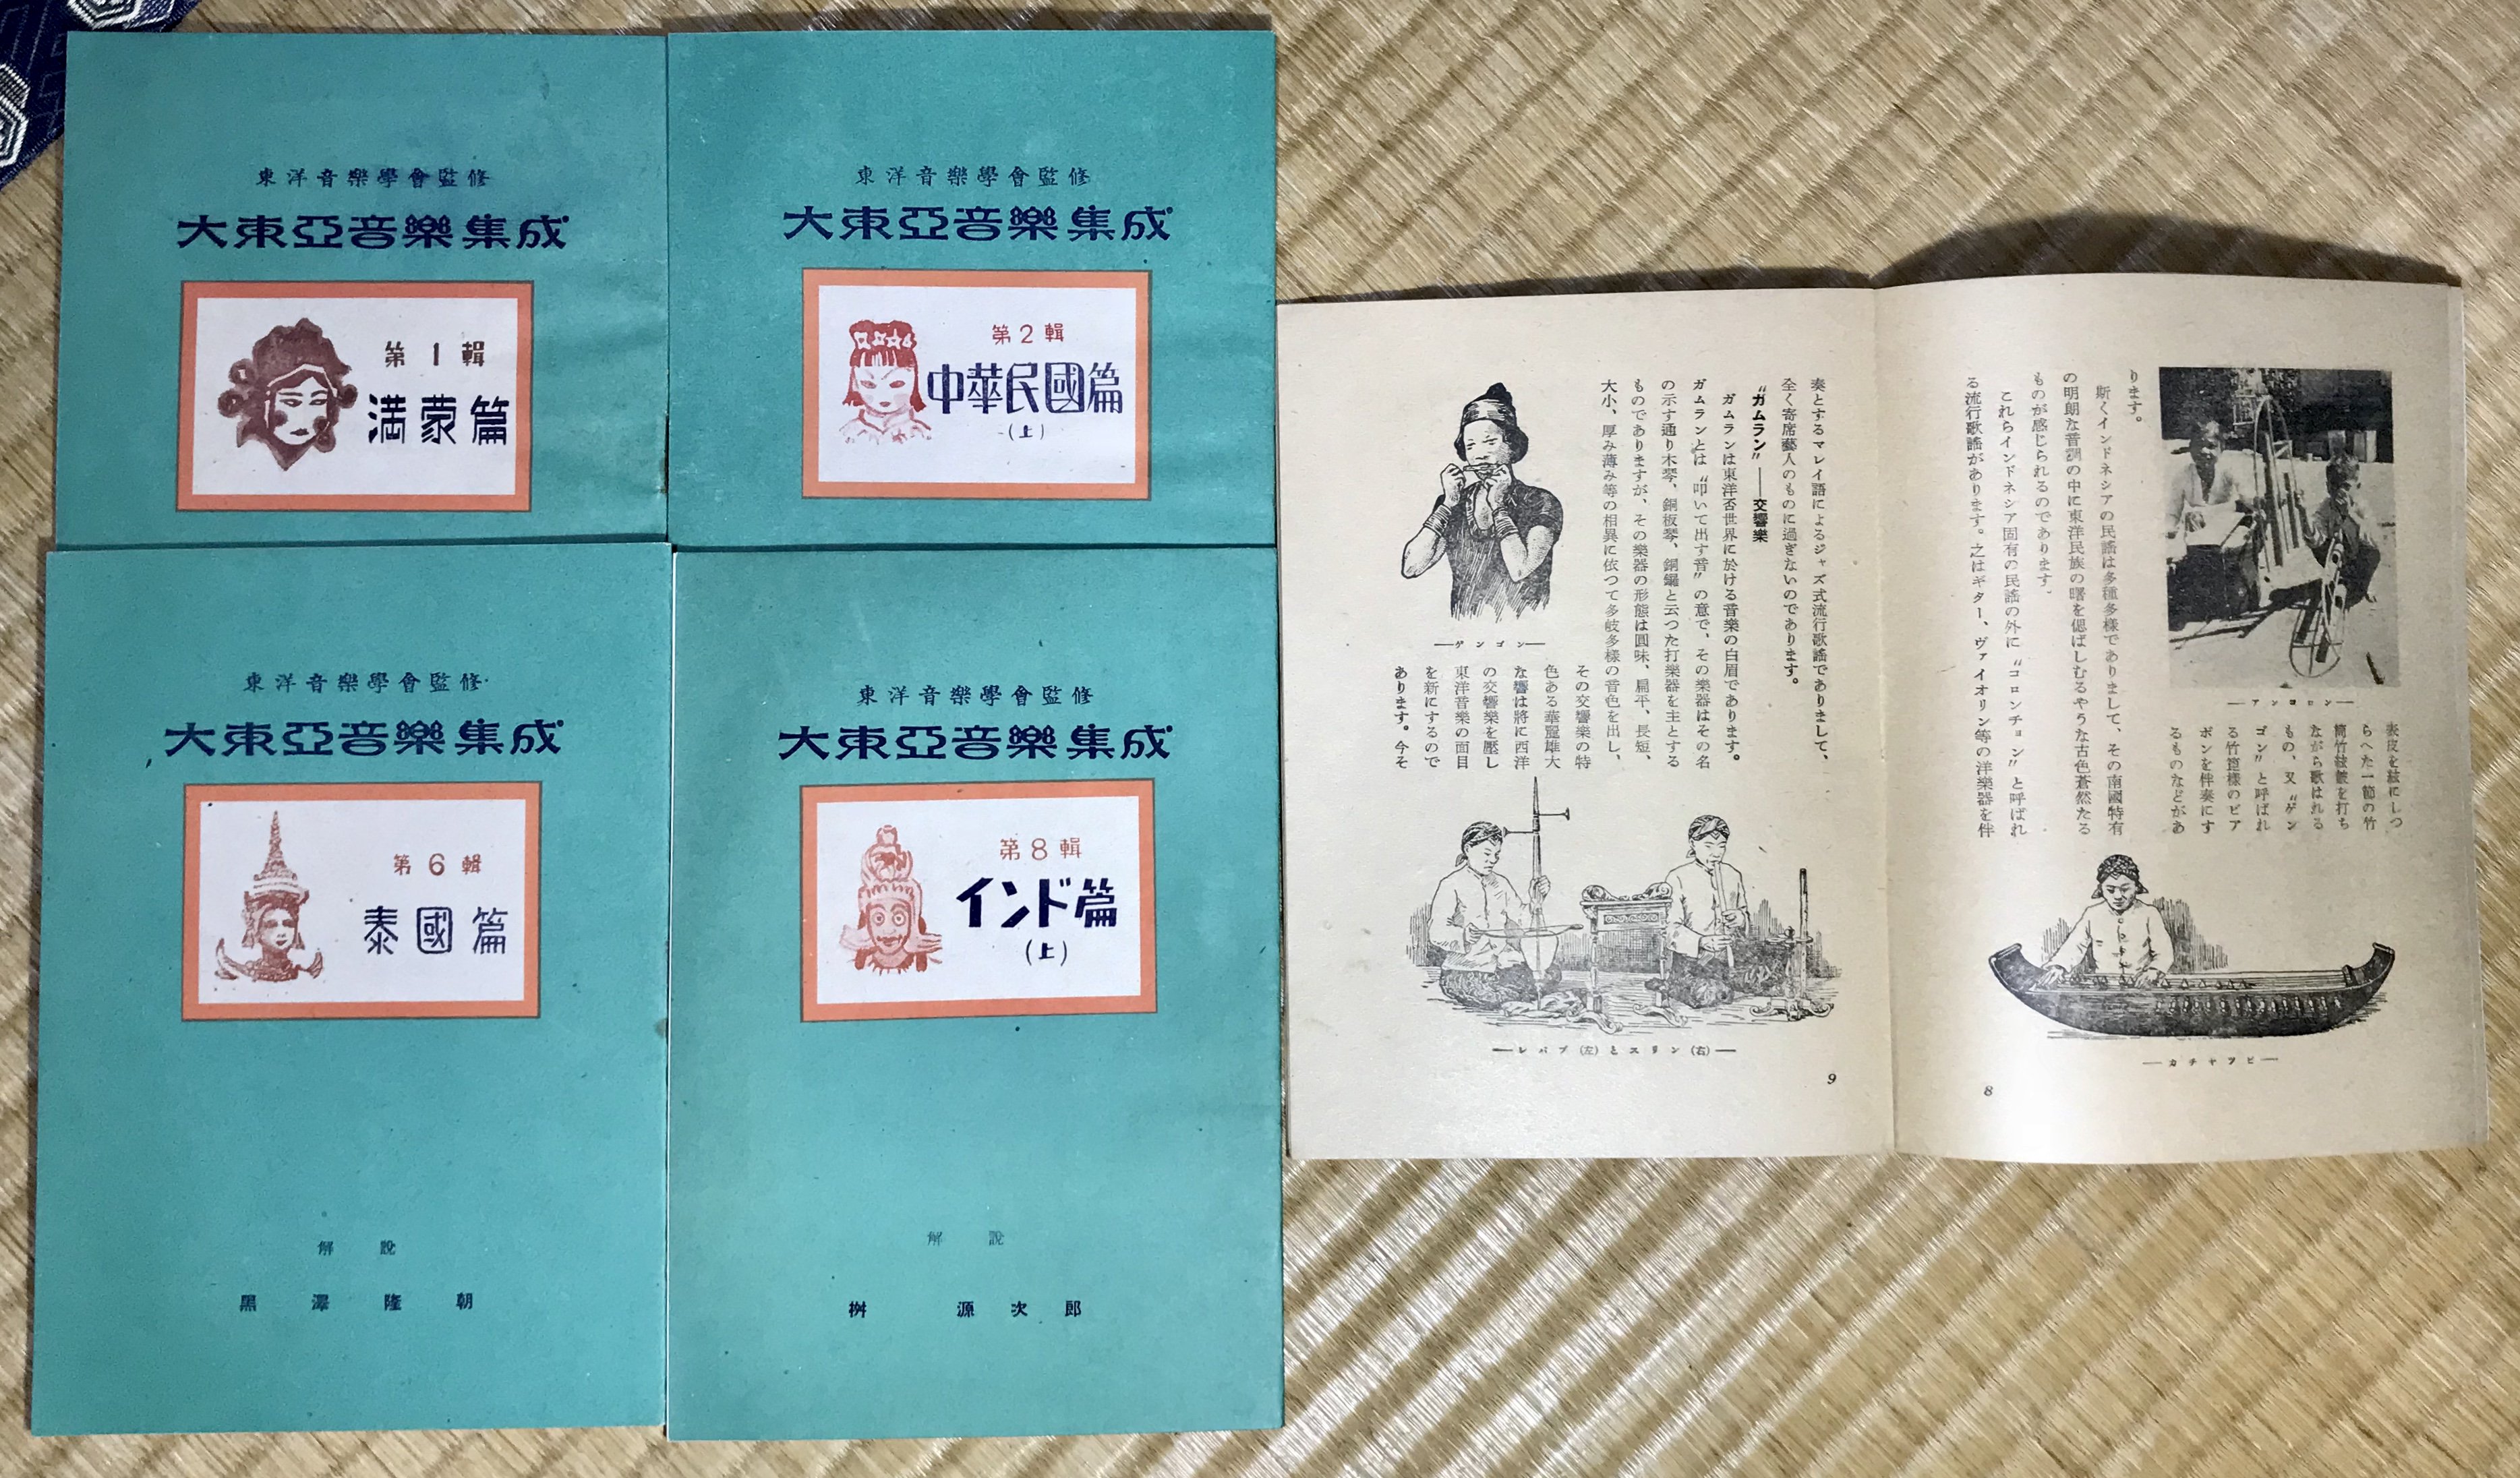 東洋音樂學會監修
大東亞音樂集成
第1輯
満蒙篇
東洋音樂學會監修
大東亞音樂集成
第2輯
中華民國篇
(上)
東洋音樂學會監修
大東亞音樂集成
第6輯
泰國篇
解説
黑澤隆朝
東洋音樂學會監修
大東亞音樂集成
第8輯
インド篇
(上)
解説
桝源次郎
—アンコロン—
表皮を絃にしつ
らへた一節の竹
筒竹絃皷を打ち
ながら歌はれる
もの、又〝ゲン
ゴン〟と呼ばれ
る竹箆樣のビア
ボンを伴奏にす
るものなどがあ
ります。
斯くインドネシアの民謠は多種多樣でありまして、その南國特有
の明朗な音調の中に東洋民族の曙を偲ばしむるやうな古色蒼然たる
ものが感じられるのであります。
これらインドネシア固有の民謠の外に〝コロンチョン〟と呼ばれ
る流行歌謠があります。之はギター、ヴァイオリン等の洋樂器を伴
—カチヤツピ—
8
奏とするマレイ語によるジャズ式流行歌謠でありまして、
全く寄席藝人のものに過ぎないのであります。
〝ガムラン〟——交響樂
ガムランは東洋否世界に於ける音樂の白眉であります。
ガムランとは〝叩いて出す音〟の意で、その樂器はその名
の示す通り木琴、銅板琴、銅鑼と云つた打樂器を主とする
ものでありますが、その樂器の形態は圓味、扁平、長短、
大小、厚み薄み等の相異に依つて多岐多樣の音色を出し、
その交響樂の特
色ある華麗雄大
な響は將に西洋
の交響樂を壓し
東洋音樂の面目
を新にするので
あります。今そ
—ゲンゴン—
—レバブ(左)とスリン(右)—
9